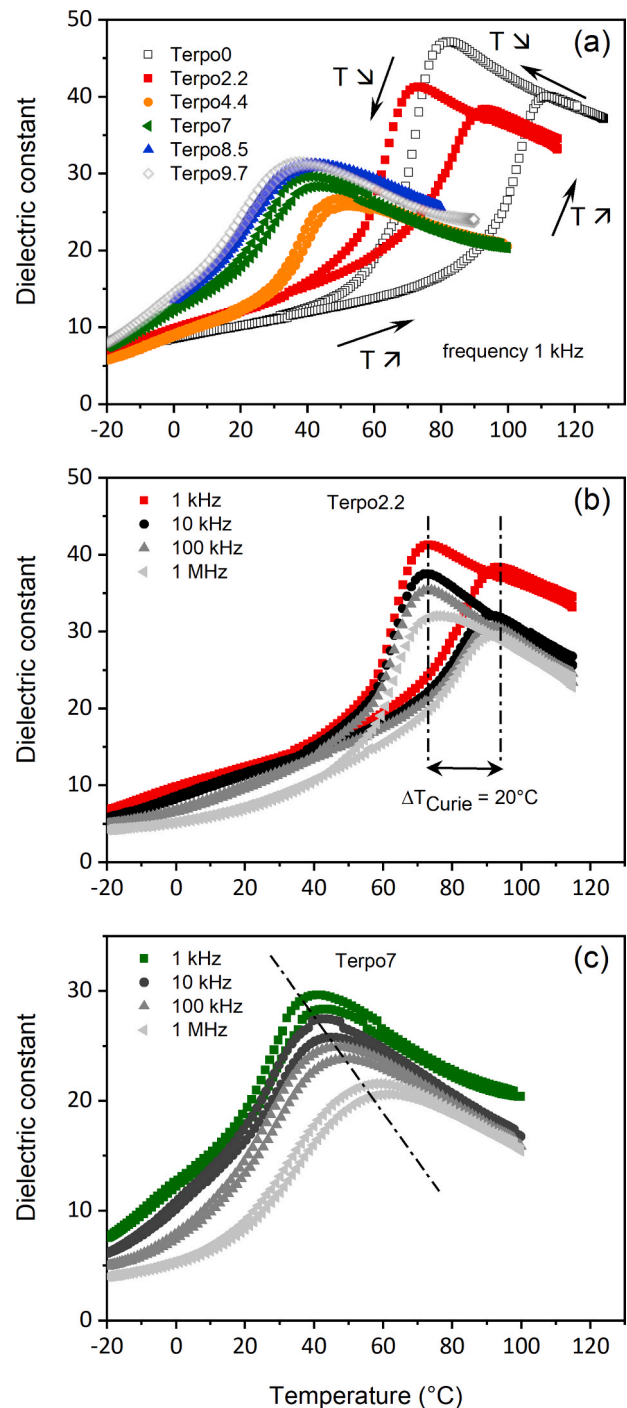 (a)
Terpo0
Terpo2.2
Terpo4.4
Terpo7
Terpo8.5
Terpo9.7
T ↘
T ↘
T ↗
T ↗
frequency 1 kHz
Dielectric constant
50
40
30
20
10
0
-20 0 20 40 60 80 100 120
(b)
Terpo2.2
1 kHz
10 kHz
100 kHz
1 MHz
ΔTCurie = 20°C
Dielectric constant
50
40
30
20
10
0
-20 0 20 40 60 80 100 120
(c)
Terpo7
1 kHz
10 kHz
100 kHz
1 MHz
Dielectric constant
30
20
10
0
-20 0 20 40 60 80 100 120
Temperature (°C)